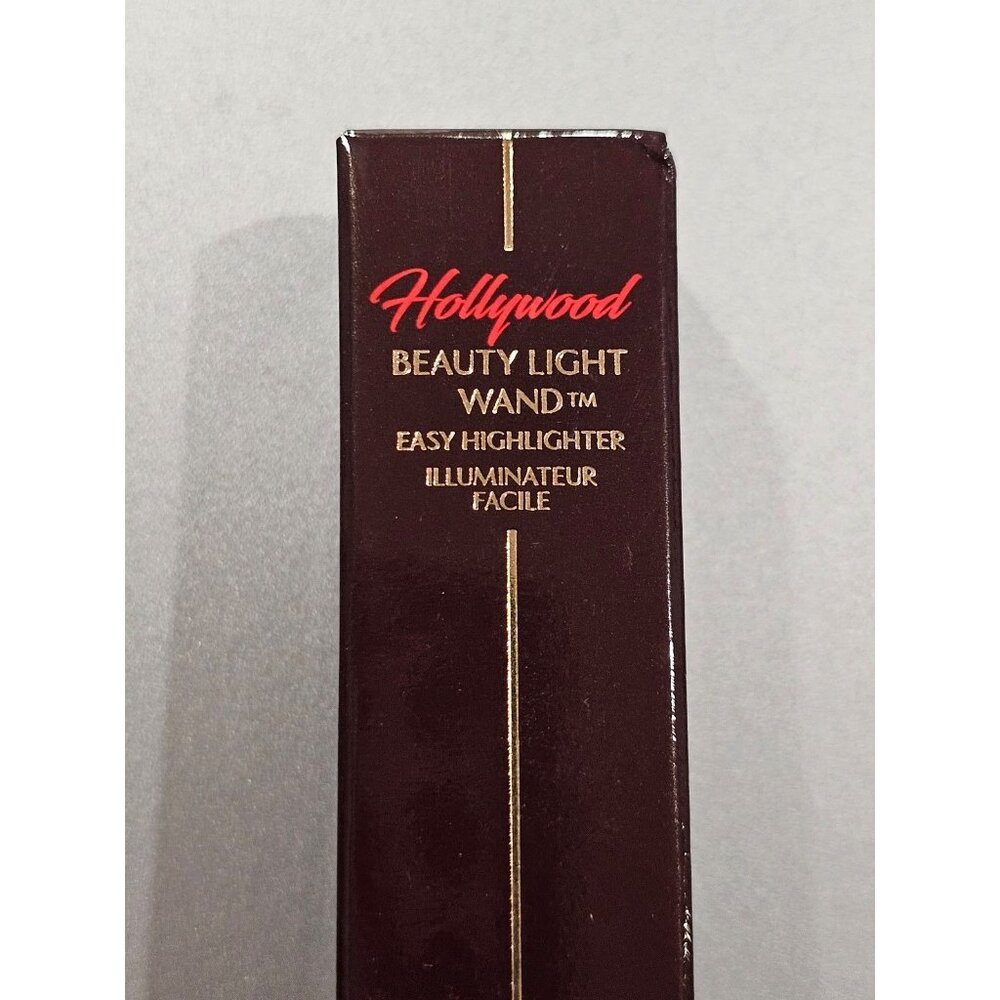 Hollywood
BEAUTY LIGHT
WAND™
EASY HIGHLIGHTER
ILLUMINATEUR
FACILE